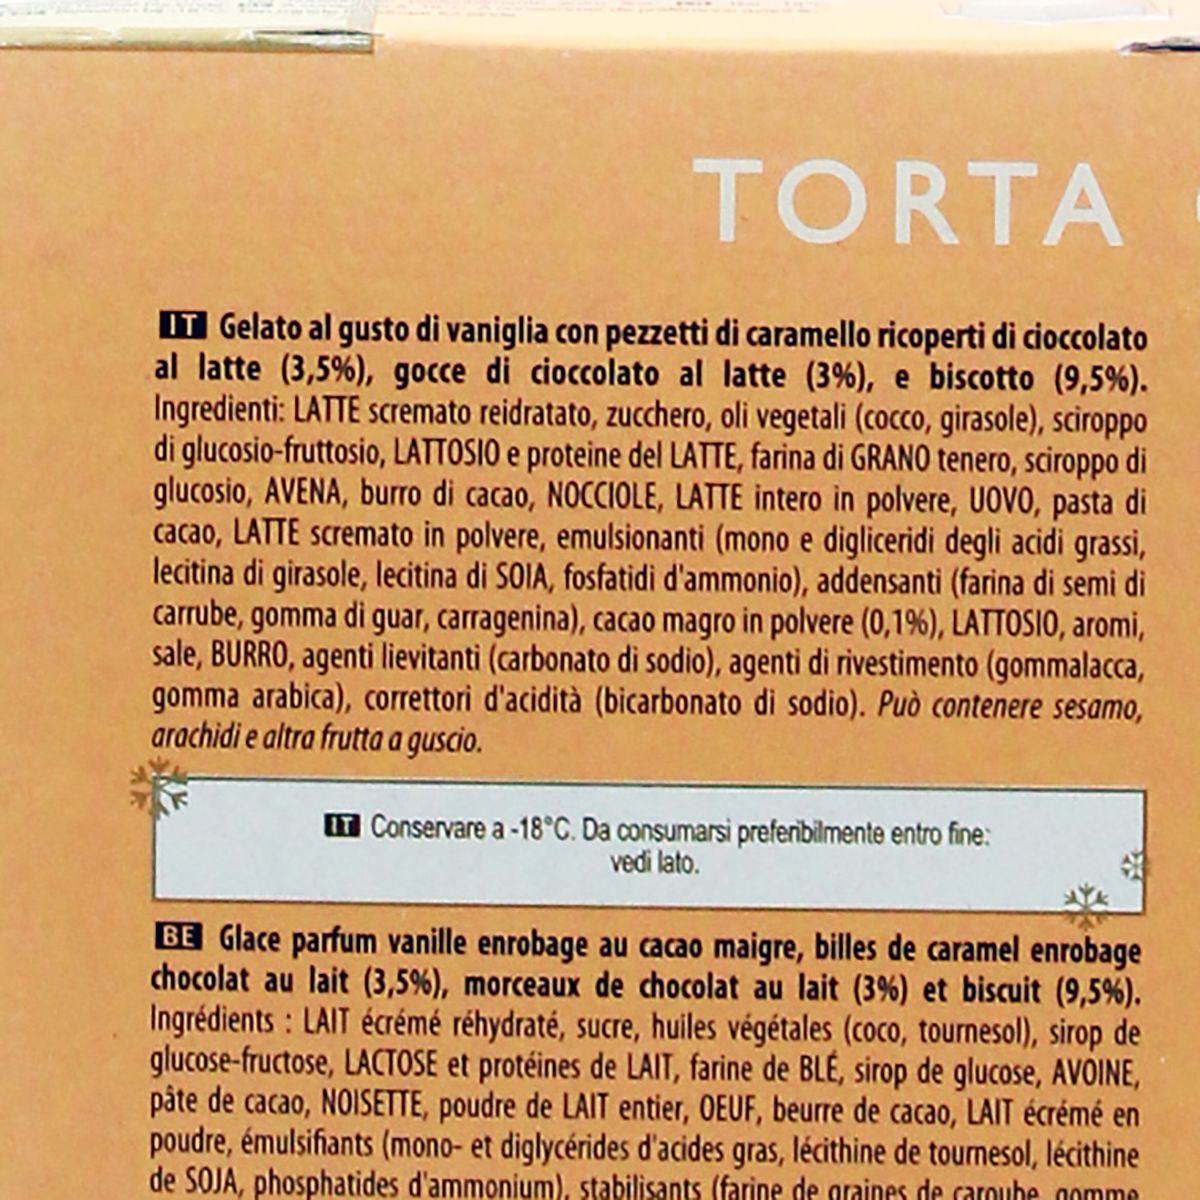 TORTA
IT Gelato al gusto di vaniglia con pezzetti di caramello ricoperti di cioccolato
al latte (3,5%), gocce di cioccolato al latte (3%), e biscotto (9,5%).
Ingredienti: LATTE scremato reidratato, zucchero, oli vegetali (cocco, girasole), sciroppo
di glucosio-fruttosio, LATTOSIO e proteine del LATTE, farina di GRANO tenero, sciroppo di
glucosio, AVENA, burro di cacao, NOCCIOLE, LATTE intero in polvere, UOVO, pasta di
cacao, LATTE scremato in polvere, emulsionanti (mono e digliceridi degli acidi grassi,
lecitina di girasole, lecitina di SOIA, fosfatidi d'ammonio), addensanti (farina di semi di
carrube, gomma di guar, carragenina), cacao magro in polvere (0,1%), LATTOSIO, aromi,
sale, BURRO, agenti lievitanti (carbonato di sodio), agenti di rivestimento (gommalacca,
gomma arabica), correttori d'acidità (bicarbonato di sodio). Può contenere sesamo,
arachidi e altra frutta a guscio.
IT Conservare a -18°C. Da consumarsi preferibilmente entro fine:
vedi lato.
BE Glace parfum vanille enrobage au cacao maigre, billes de caramel enrobage
chocolat au lait (3,5%), morceaux de chocolat au lait (3%) et biscuit (9,5%).
Ingrédients : LAIT écrémé réhydraté, sucre, huiles végétales (coco, tournesol), sirop de
glucose-fructose, LACTOSE et protéines de LAIT, farine de BLÉ, sirop de glucose, AVOINE,
pâte de cacao, NOISETTE, poudre de LAIT entier, OEUF, beurre de cacao, LAIT écrémé en
poudre, émulsifiants (mono- et diglycérides d'acides gras, lécithine de tournesol, lécithine
de SOJA, phosphatides d'ammonium), stabilisants (farine de graines de caroube, gomme